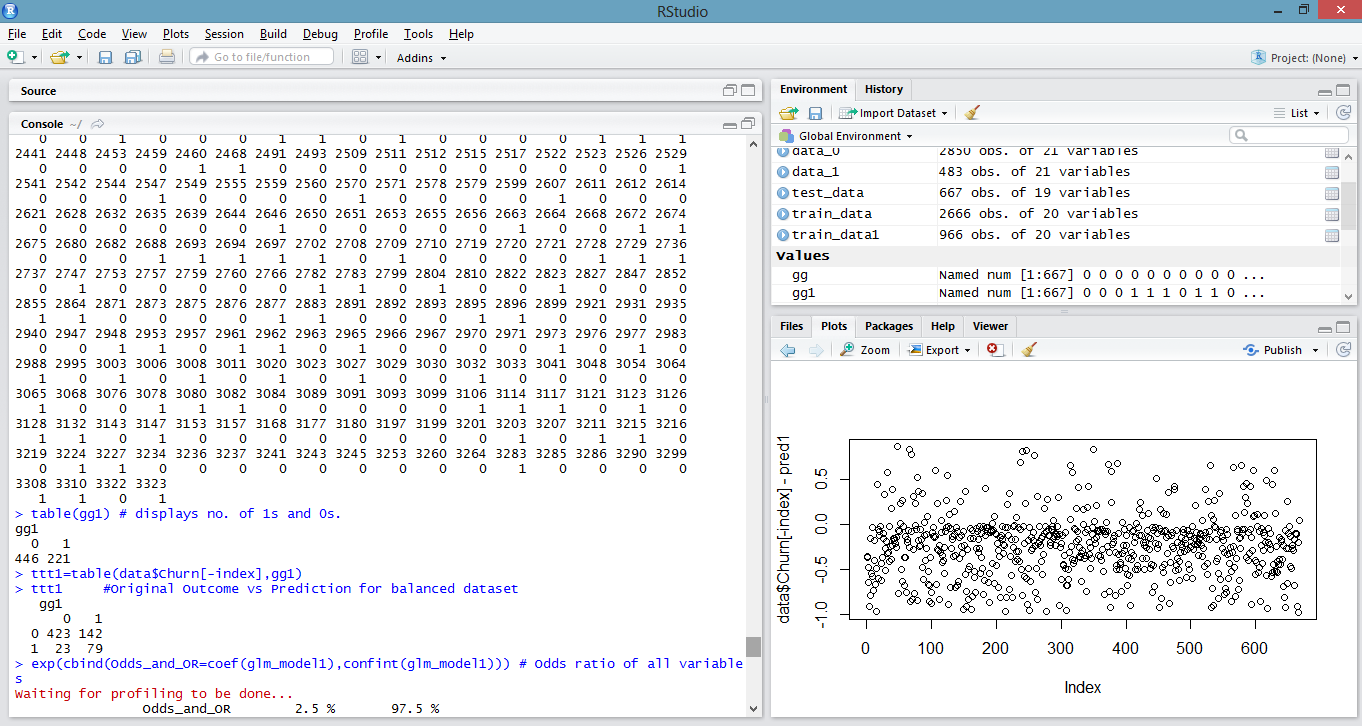 RStudio
File Edit Code View Plots Session Build Debug Profile Tools Help
Go to file/function Addins Project: (None)
Source
Console ~/
0 0 1 0 0 0 1 1 0 1 0 0 0 0 1 1 1
2441 2448 2453 2459 2460 2468 2491 2493 2509 2511 2512 2515 2517 2522 2523 2526 2529
0 0 0 0 1 1 0 0 0 0 0 0 0 0 0 0 1
2541 2542 2544 2547 2549 2555 2559 2560 2570 2571 2578 2579 2599 2607 2611 2612 2614
0 0 0 1 0 0 0 0 1 0 0 0 0 1 0 0 0
2621 2628 2632 2635 2639 2644 2646 2650 2651 2653 2655 2656 2663 2664 2668 2672 2674
0 0 0 0 0 0 1 0 0 0 0 0 1 0 0 1 1
2675 2680 2682 2688 2693 2694 2697 2702 2708 2709 2710 2719 2720 2721 2728 2729 2736
0 0 0 1 1 1 1 1 0 0 0 0 0 0 1 1 1
2737 2747 2753 2757 2759 2760 2766 2782 2783 2799 2804 2810 2822 2823 2827 2847 2852
0 1 0 0 0 0 0 1 1 0 1 0 0 1 0 0 0
2855 2864 2871 2873 2875 2876 2877 2883 2891 2892 2893 2895 2896 2899 2921 2931 2935
1 1 0 0 0 0 1 1 0 0 0 1 1 0 0 0 0
2940 2947 2948 2953 2957 2961 2962 2963 2965 2966 2967 2970 2971 2973 2976 2977 2983
0 0 1 1 0 1 1 0 1 0 0 0 1 0 0 1 0
2988 2995 3003 3006 3008 3011 3020 3023 3027 3029 3030 3032 3033 3041 3048 3054 3064
1 0 1 0 1 0 1 0 0 0 0 1 0 0 0 0 0
3065 3068 3076 3078 3080 3082 3084 3089 3091 3093 3099 3106 3114 3117 3121 3123 3126
1 0 0 1 1 1 0 0 0 0 0 1 1 1 0 1 0
3128 3132 3143 3147 3153 3157 3168 3177 3180 3197 3199 3201 3203 3207 3211 3215 3216
1 1 0 1 0 0 0 0 0 0 0 0 1 0 1 1 0
3219 3224 3227 3234 3236 3237 3241 3243 3245 3253 3260 3264 3283 3285 3286 3290 3299
0 1 1 0 0 0 0 0 0 0 0 0 1 0 0 0 0
3308 3310 3322 3323
1 1 0 1
> table(gg1) # displays no. of 1s and 0s.
gg1
0 1
446 221
> ttt1=table(data$Churn[-index],gg1)
> ttt1 #Original Outcome vs Prediction for balanced dataset
gg1
0 1
0 423 142
1 23 79
> exp(cbind(Odds_and_OR=coef(glm_model1),confint(glm_model1))) # Odds ratio of all variable
s
Waiting for profiling to be done...
Odds_and_OR 2.5 % 97.5 %
Environment History
Import Dataset List
Global Environment
data_0 2850 obs. of 21 variables
data_1 483 obs. of 21 variables
test_data 667 obs. of 19 variables
train_data 2666 obs. of 20 variables
train_data1 966 obs. of 20 variables
Values
gg Named num [1:667] 0 0 0 0 0 0 0 0 0 0 ...
gg1 Named num [1:667] 0 0 0 1 1 1 0 1 1 0 ...
Files Plots Packages Help Viewer
Zoom Export Publish
data$Churn[-index] - pred1
0.5
0.0
-0.5
-1.0
0 100 200 300 400 500 600
Index